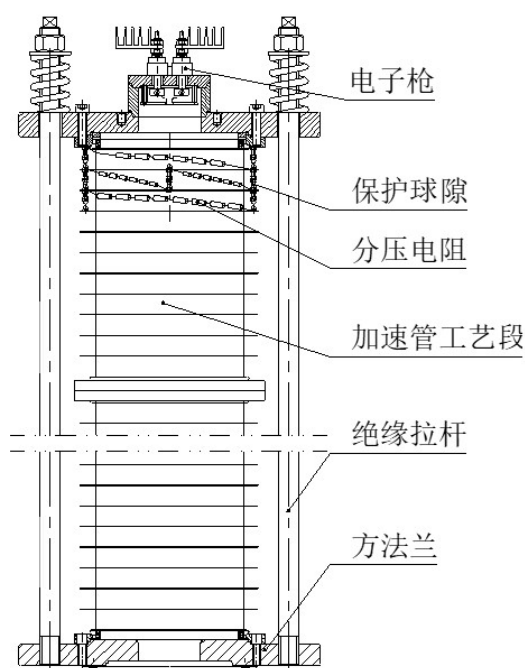 电子枪
保护球隙
分压电阻
加速管工艺段
绝缘拉杆
方法兰